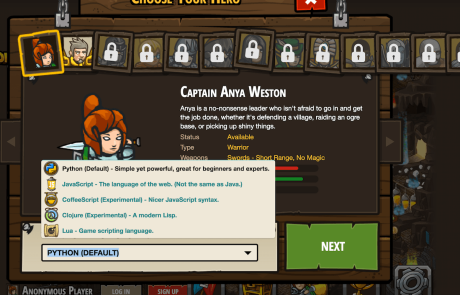 Choose Your Hero
Captain Anya Weston
Anya is a no-nonsense leader who isn't afraid to go in and get
the job done, whether it's defending a village, raiding an ogre
base, or picking up shiny things.
Status Available
Type Warrior
Weapons Swords - Short Range, No Magic
Python (Default) - Simple yet powerful, great for beginners and experts.
JavaScript - The language of the web. (Not the same as Java.)
CoffeeScript (Experimental) - Nicer JavaScript syntax.
Clojure (Experimental) - A modern Lisp.
Lua - Game scripting language.
PYTHON (DEFAULT)
NEXT
Anonymous Player LOG IN SIGN UP